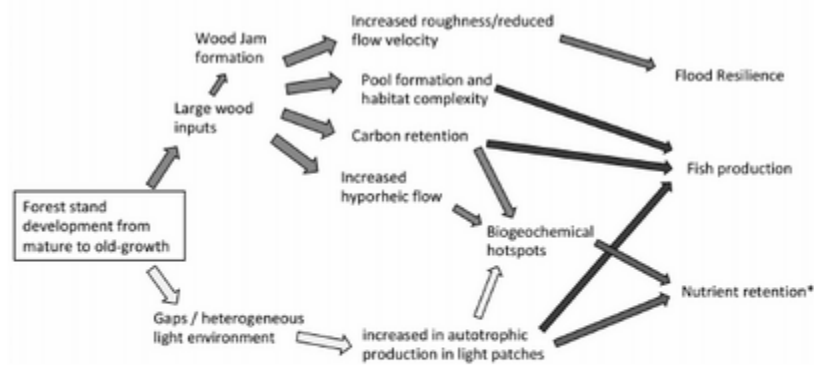 Wood Jam
formation
Increased roughness/reduced
flow velocity
Flood Resilience
Large wood
inputs
Pool formation and
habitat complexity
Carbon retention
Fish production
Increased
hyporheic flow
Forest stand
development from
mature to old-growth
Biogeochemical
hotspots
Nutrient retention*
Gaps / heterogeneous
light environment
increased in autotrophic
production in light patches